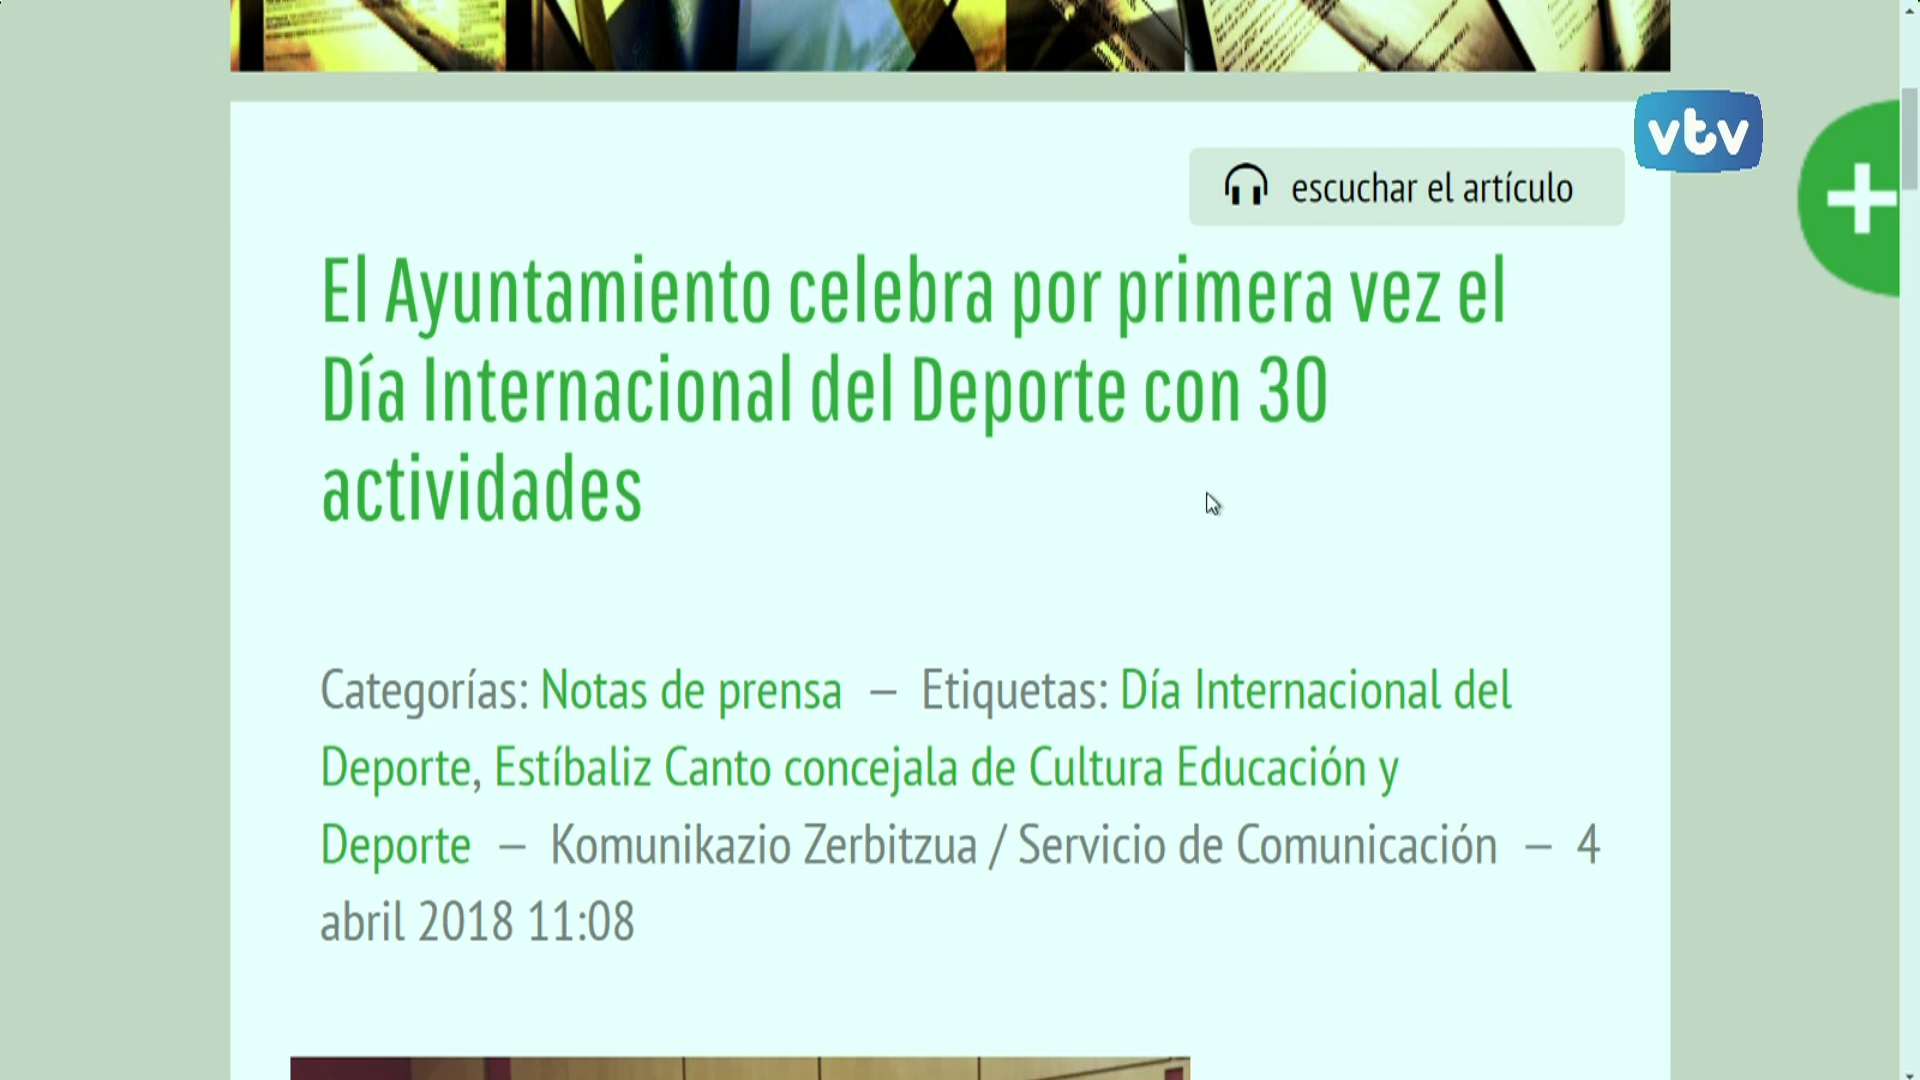 vtv
escuchar el artículo
El Ayuntamiento celebra por primera vez el
Día Internacional del Deporte con 30
actividades
Categorías: Notas de prensa — Etiquetas: Día Internacional del
Deporte, Estíbaliz Canto concejala de Cultura Educación y
Deporte — Komunikazio Zerbitzua / Servicio de Comunicación — 4
abril 2018 11:08